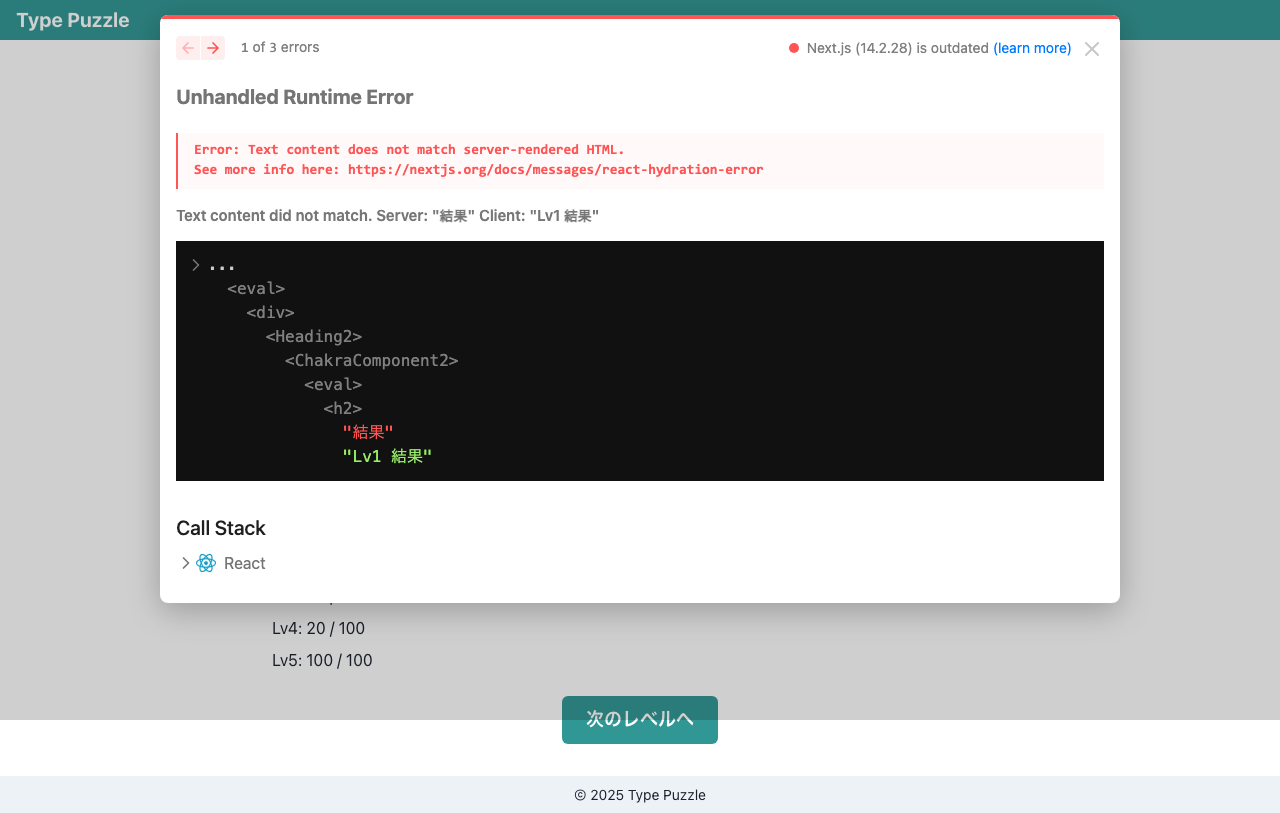 Type Puzzle
1 of 3 errors
Next.js (14.2.28) is outdated (learn more)
Unhandled Runtime Error
Error: Text content does not match server-rendered HTML.
See more info here: https://nextjs.org/docs/messages/react-hydration-error
Text content did not match. Server: "結果" Client: "Lv1 結果"
...
<eval>
<div>
<Heading2>
<ChakraComponent2>
<eval>
<h2>
"結果"
"Lv1 結果"
Call Stack
React
Lv4: 20 / 100
Lv5: 100 / 100
次のレベルへ
© 2025 Type Puzzle